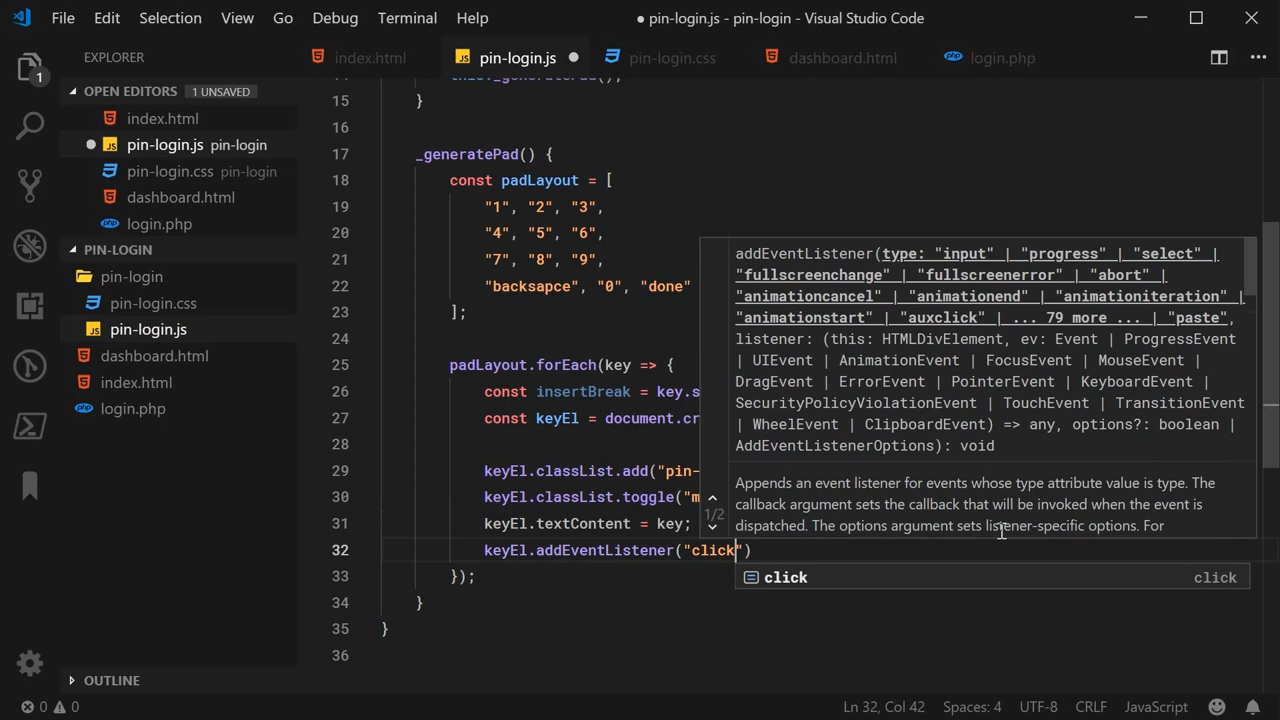 File Edit Selection View Go Debug Terminal Help
● pin-login.js - pin-login - Visual Studio Code
EXPLORER
index.html
pin-login.js
pin-login.css
dashboard.html
login.php
1
OPEN EDITORS 1 UNSAVED
index.html
pin-login.js pin-login
pin-login.css pin-login
dashboard.html
login.php
PIN-LOGIN
pin-login
pin-login.css
pin-login.js
dashboard.html
index.html
login.php
OUTLINE
15 }
16
17 _generatePad() {
18 const padLayout = [
19 "1", "2", "3",
20 "4", "5", "6",
21 "7", "8", "9",
22 "backsapce", "0", "done"
23 ];
24
25 padLayout.forEach(key => {
26 const insertBreak = key.s
27 const keyEl = document.cr
28
29 keyEl.classList.add("pin-
30 keyEl.classList.toggle("m
31 keyEl.textContent = key;
32 keyEl.addEventListener("click")
33 });
34 }
35 }
36
addEventListener(type: "input" | "progress" | "select" |
"fullscreenchange" | "fullscreenerror" | "abort" |
"animationcancel" | "animationend" | "animationiteration" |
"animationstart" | "auxclick" | ... 79 more ... | "paste",
listener: (this: HTMLDivElement, ev: Event | ProgressEvent
| UIEvent | AnimationEvent | FocusEvent | MouseEvent |
DragEvent | ErrorEvent | PointerEvent | KeyboardEvent |
SecurityPolicyViolationEvent | TouchEvent | TransitionEvent
| WheelEvent | ClipboardEvent) => any, options?: boolean |
AddEventListenerOptions): void
Appends an event listener for events whose type attribute value is type. The
callback argument sets the callback that will be invoked when the event is
dispatched. The options argument sets listener-specific options. For
1/2
click click
0 0
Ln 32, Col 42 Spaces: 4 UTF-8 CRLF JavaScript